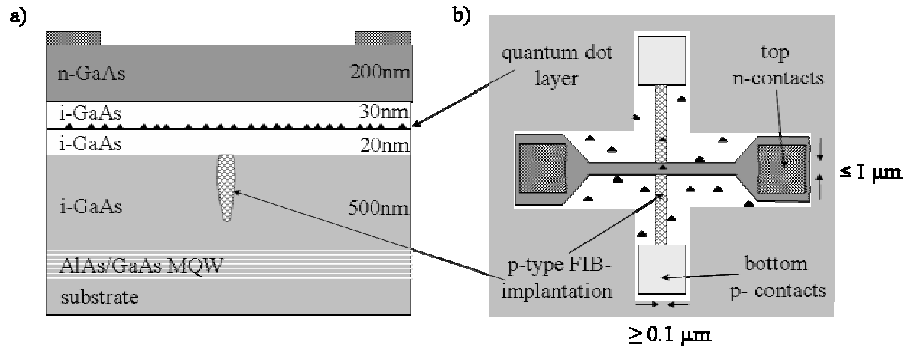 a)
n-GaAs 200nm
i-GaAs 30nm
i-GaAs 20nm
i-GaAs 500nm
AlAs/GaAs MQW
substrate
quantum dot
layer
p-type FIB-
implantation
b)
top
n-contacts
≤ 1 μm
bottom
p- contacts
≥ 0.1 μm